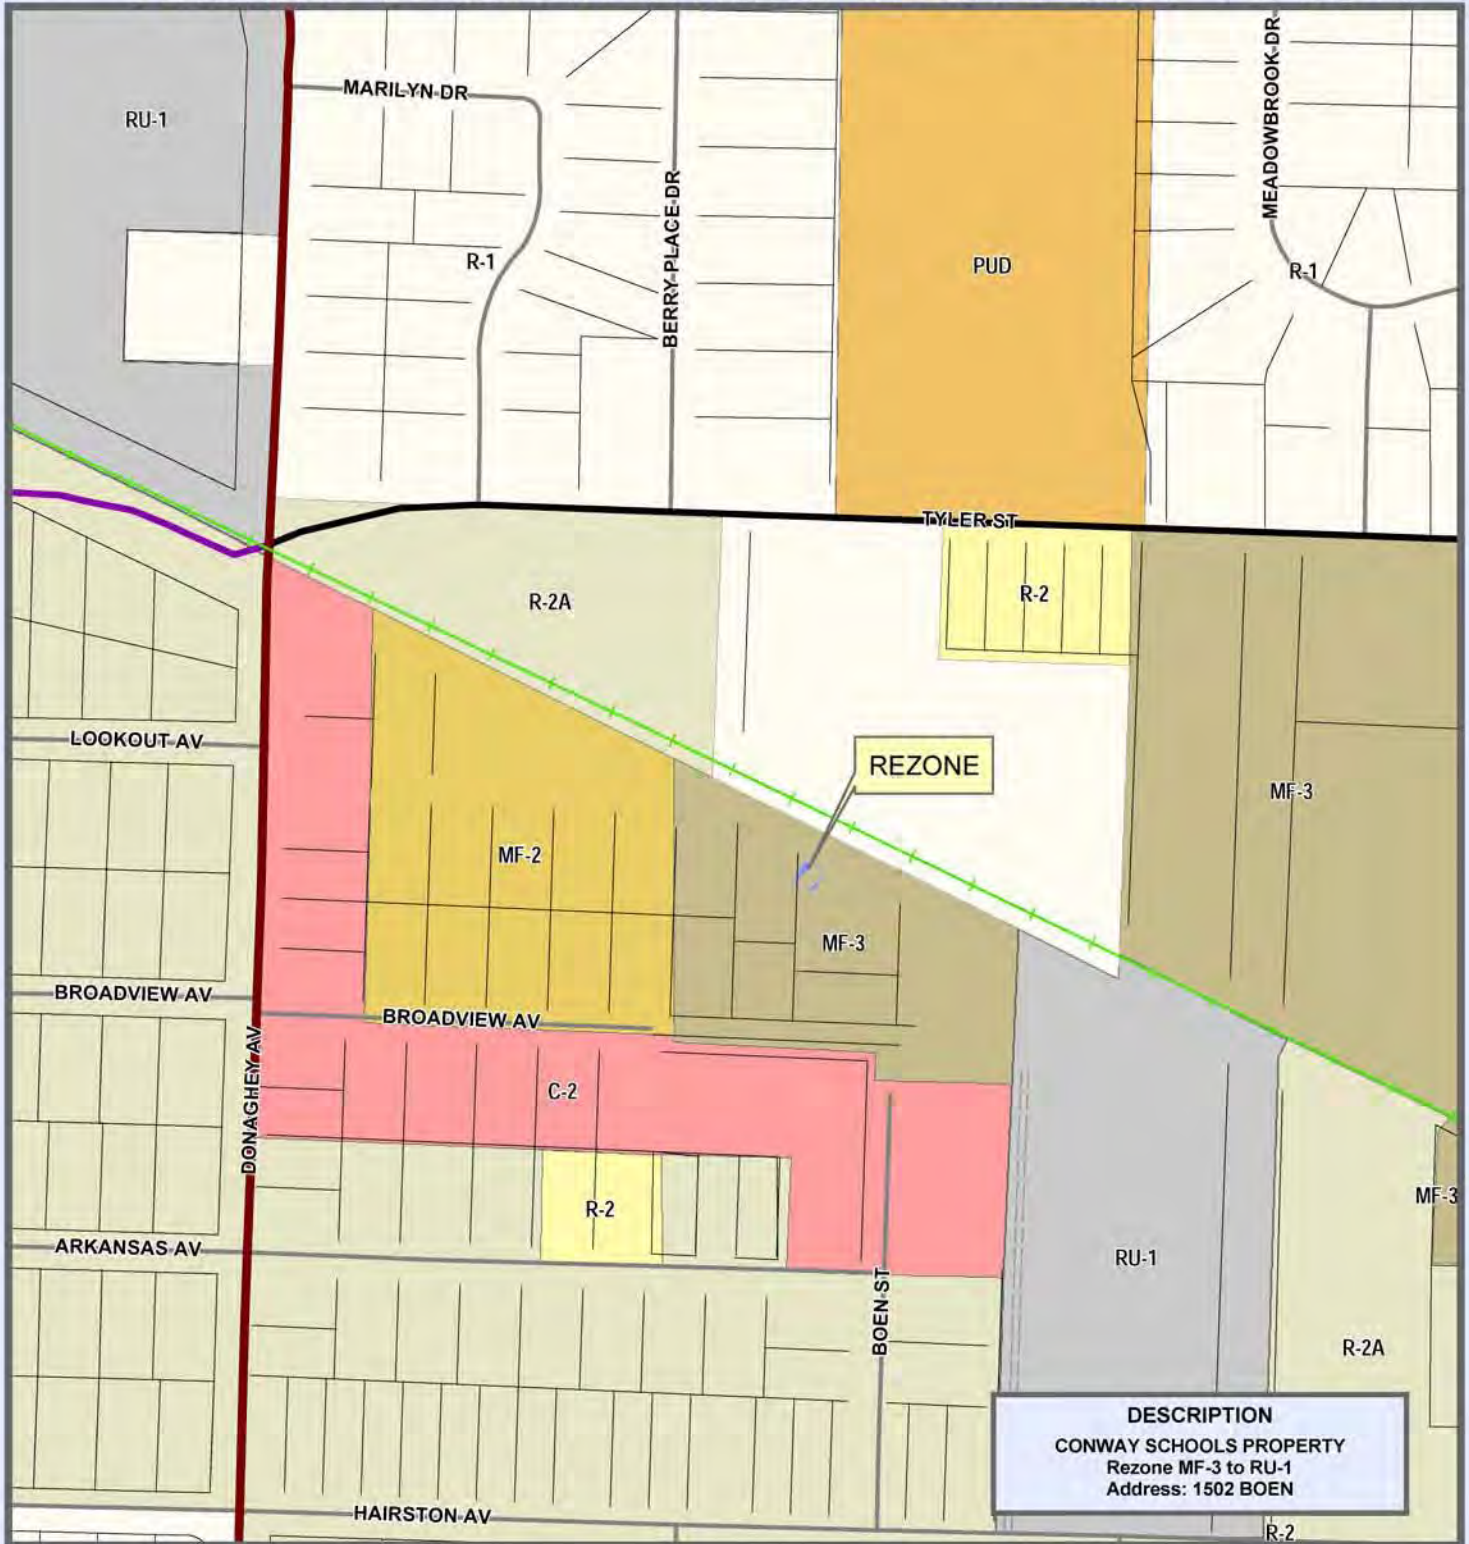 MEADOWBROOK DR
MARILYN DR
RU-1
BERRY PLACE DR
R-1
PUD
R-1
TYLER ST
R-2A
R-2
LOOKOUT AV
REZONE
MF-3
MF-2
MF-3
BROADVIEW AV
BROADVIEW AV
DONAGHEY AV
C-2
R-2
MF-3
ARKANSAS AV
RU-1
BOEN ST
R-2A
DESCRIPTION
CONWAY SCHOOLS PROPERTY
Rezone MF-3 to RU-1
Address: 1502 BOEN
HAIRSTON AV
R-2